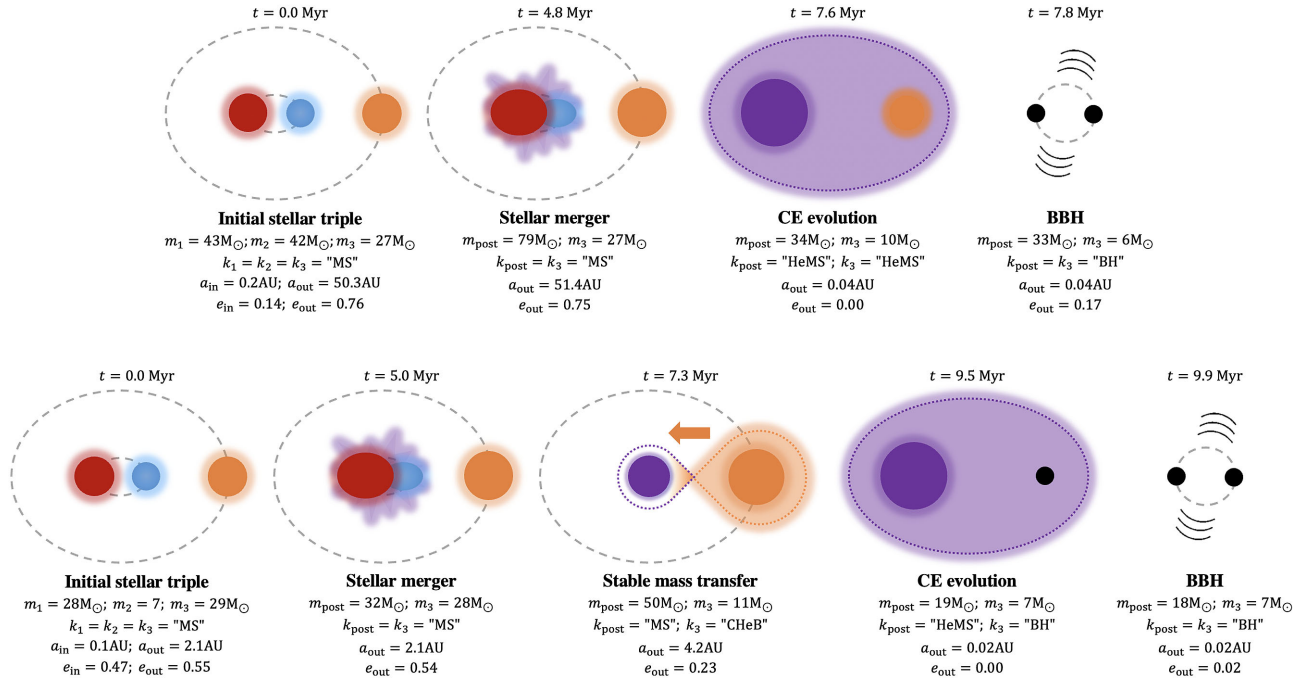 t = 0.0 Myr
t = 4.8 Myr
t = 7.6 Myr
t = 7.8 Myr
Initial stellar triple
m₁ = 43M⊙; m₂ = 42M⊙; m₃ = 27M⊙
k₁ = k₂ = k₃ = "MS"
a_in = 0.2AU; a_out = 50.3AU
e_in = 0.14; e_out = 0.76
Stellar merger
m_post = 79M⊙; m₃ = 27M⊙
k_post = k₃ = "MS"
a_out = 51.4AU
e_out = 0.75
CE evolution
m_post = 34M⊙; m₃ = 10M⊙
k_post = "HeMS"; k₃ = "HeMS"
a_out = 0.04AU
e_out = 0.00
BBH
m_post = 33M⊙; m₃ = 6M⊙
k_post = k₃ = "BH"
a_out = 0.04AU
e_out = 0.17
t = 0.0 Myr
t = 5.0 Myr
t = 7.3 Myr
t = 9.5 Myr
t = 9.9 Myr
Initial stellar triple
m₁ = 28M⊙; m₂ = 7; m₃ = 29M⊙
k₁ = k₂ = k₃ = "MS"
a_in = 0.1AU; a_out = 2.1AU
e_in = 0.47; e_out = 0.55
Stellar merger
m_post = 32M⊙; m₃ = 28M⊙
k_post = k₃ = "MS"
a_out = 2.1AU
e_out = 0.54
Stable mass transfer
m_post = 50M⊙; m₃ = 11M⊙
k_post = "MS"; k₃ = "CHeB"
a_out = 4.2AU
e_out = 0.23
CE evolution
m_post = 19M⊙; m₃ = 7M⊙
k_post = "HeMS"; k₃ = "BH"
a_out = 0.02AU
e_out = 0.00
BBH
m_post = 18M⊙; m₃ = 7M⊙
k_post = k₃ = "BH"
a_out = 0.02AU
e_out = 0.02